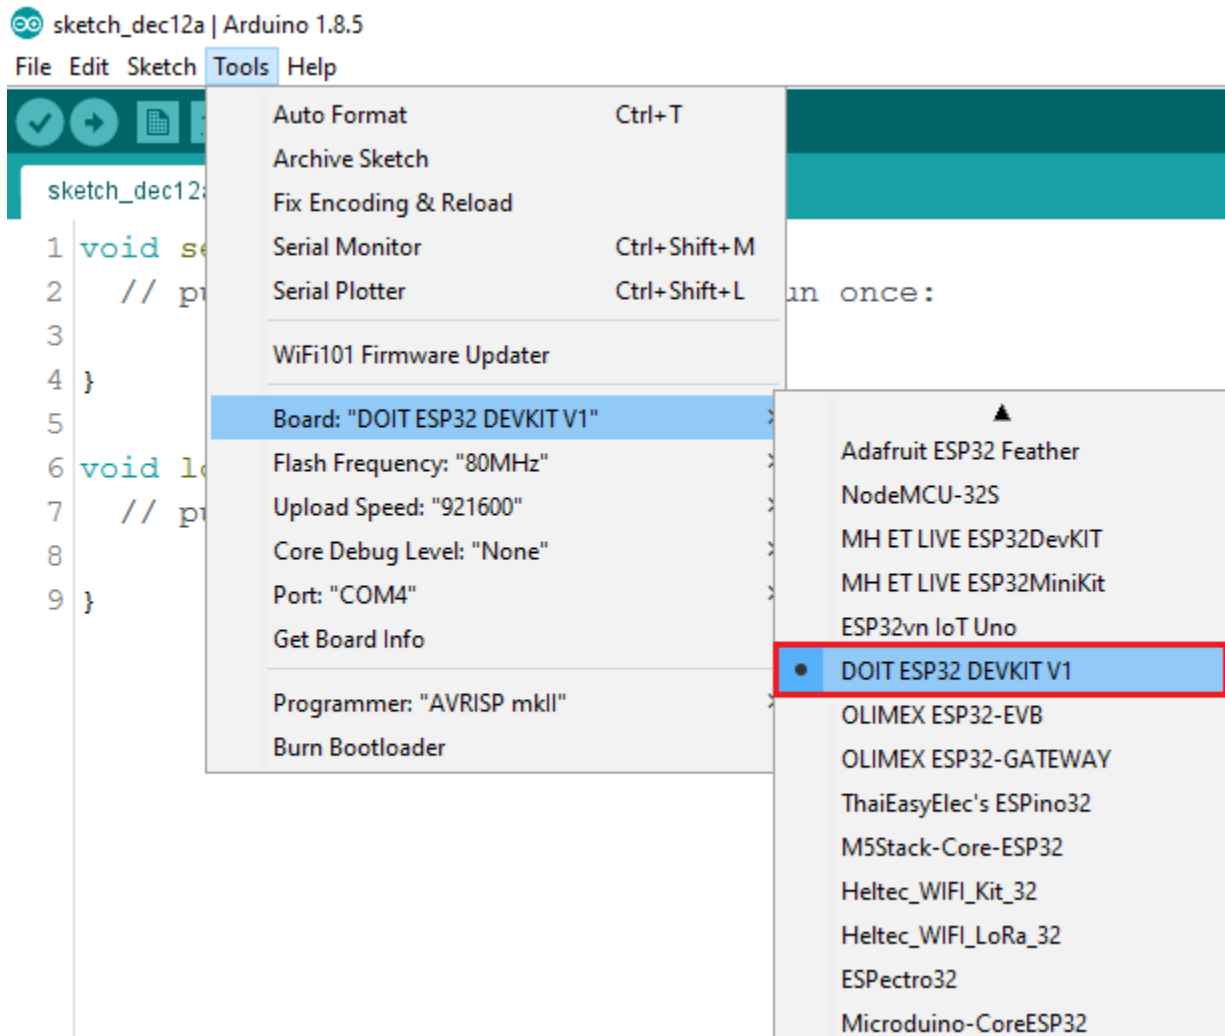 sketch_dec12a | Arduino 1.8.5
File Edit Sketch Tools Help
sketch_dec12a
Auto Format Ctrl+T
Archive Sketch
Fix Encoding & Reload
Serial Monitor Ctrl+Shift+M
Serial Plotter Ctrl+Shift+L
WiFi101 Firmware Updater
Board: "DOIT ESP32 DEVKIT V1"
Flash Frequency: "80MHz"
Upload Speed: "921600"
Core Debug Level: "None"
Port: "COM4"
Get Board Info
Programmer: "AVRISP mkII"
Burn Bootloader
1 void se
2 // pu un once:
3
4 }
5
6 void lo
7 // pu
8
9 }
Adafruit ESP32 Feather
NodeMCU-32S
MH ET LIVE ESP32DevKIT
MH ET LIVE ESP32MiniKit
ESP32vn IoT Uno
DOIT ESP32 DEVKIT V1
OLIMEX ESP32-EVB
OLIMEX ESP32-GATEWAY
ThaiEasyElec's ESPino32
M5Stack-Core-ESP32
Heltec_WIFI_Kit_32
Heltec_WIFI_LoRa_32
ESPectro32
Microduino-CoreESP32